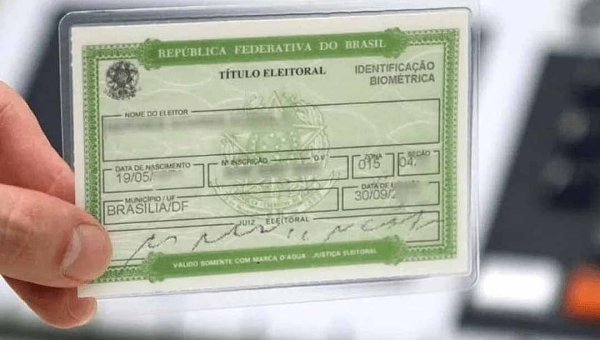 REPÚBLICA FEDERATIVA DO BRASIL
TÍTULO ELEITORAL
IDENTIFICAÇÃO
BIOMÉTRICA
NOME DO ELEITOR
DATA DE NASCIMENTO Nº INSCRIÇÃO D.V. ZONA SEÇÃO
19/05/ 015 04
MUNICÍPIO / UF DATA DE
BRASÍLIA/DF 30/09/
JUIZ ELEITORAL
VÁLIDO SOMENTE COM MARCA D'ÁGUA - JUSTIÇA ELEITORAL